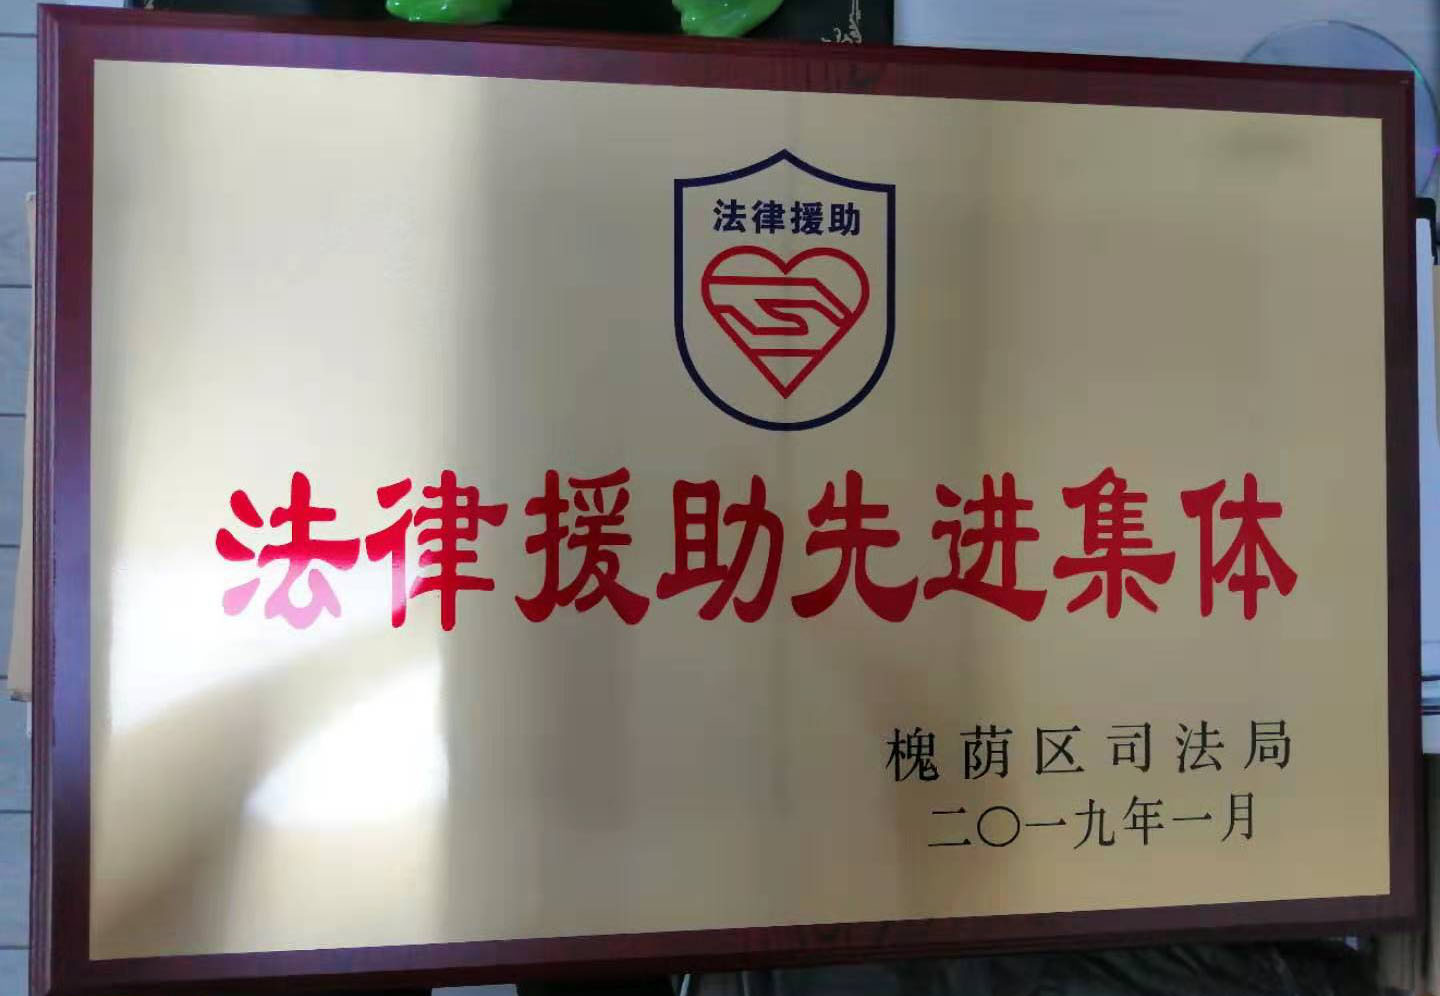 法律援助
法律援助先进集体
槐荫区司法局
二〇一九年一月